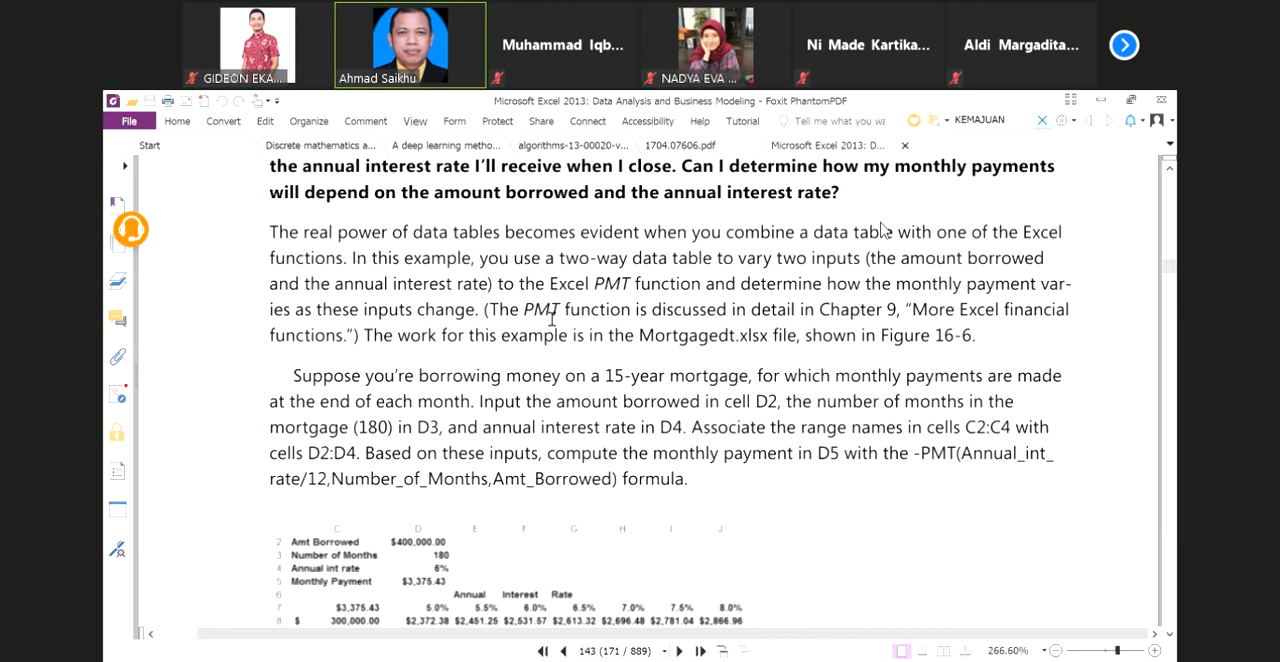 GIDEON EKA...
Ahmad Saikhu
Muhammad Iqb...
NADYA EVA ...
Ni Made Kartika...
Aldi Margadita...
Microsoft Excel 2013: Data Analysis and Business Modeling - Foxit PhantomPDF
File Home Convert Edit Organize Comment View Form Protect Share Connect Accessibility Help Tutorial Tell me what you wa KEMAJUAN
Start Discrete mathematics a... A deep learning metho... algorithms-13-00020-v... 1704.07606.pdf Microsoft Excel 2013: D...
the annual interest rate I'll receive when I close. Can I determine how my monthly payments
will depend on the amount borrowed and the annual interest rate?
The real power of data tables becomes evident when you combine a data table with one of the Excel
functions. In this example, you use a two-way data table to vary two inputs (the amount borrowed
and the annual interest rate) to the Excel PMT function and determine how the monthly payment var-
ies as these inputs change. (The PMT function is discussed in detail in Chapter 9, “More Excel financial
functions.”) The work for this example is in the Mortgagedt.xlsx file, shown in Figure 16-6.
Suppose you're borrowing money on a 15-year mortgage, for which monthly payments are made
at the end of each month. Input the amount borrowed in cell D2, the number of months in the
mortgage (180) in D3, and annual interest rate in D4. Associate the range names in cells C2:C4 with
cells D2:D4. Based on these inputs, compute the monthly payment in D5 with the -PMT(Annual_int_
rate/12,Number_of_Months,Amt_Borrowed) formula.
C D E F G H I J
2 Amt Borrowed $400,000.00
3 Number of Months 180
4 Annual int rate 6%
5 Monthly Payment $3,375.43
6 Annual Interest Rate
7 $3,375.43 5.0% 5.5% 6.0% 6.5% 7.0% 7.5% 8.0%
8 $ 300,000.00 $2,372.38 $2,451.25 $2,531.57 $2,613.32 $2,696.48 $2,781.04 $2,866.96
143 (171 / 889) 266.60%